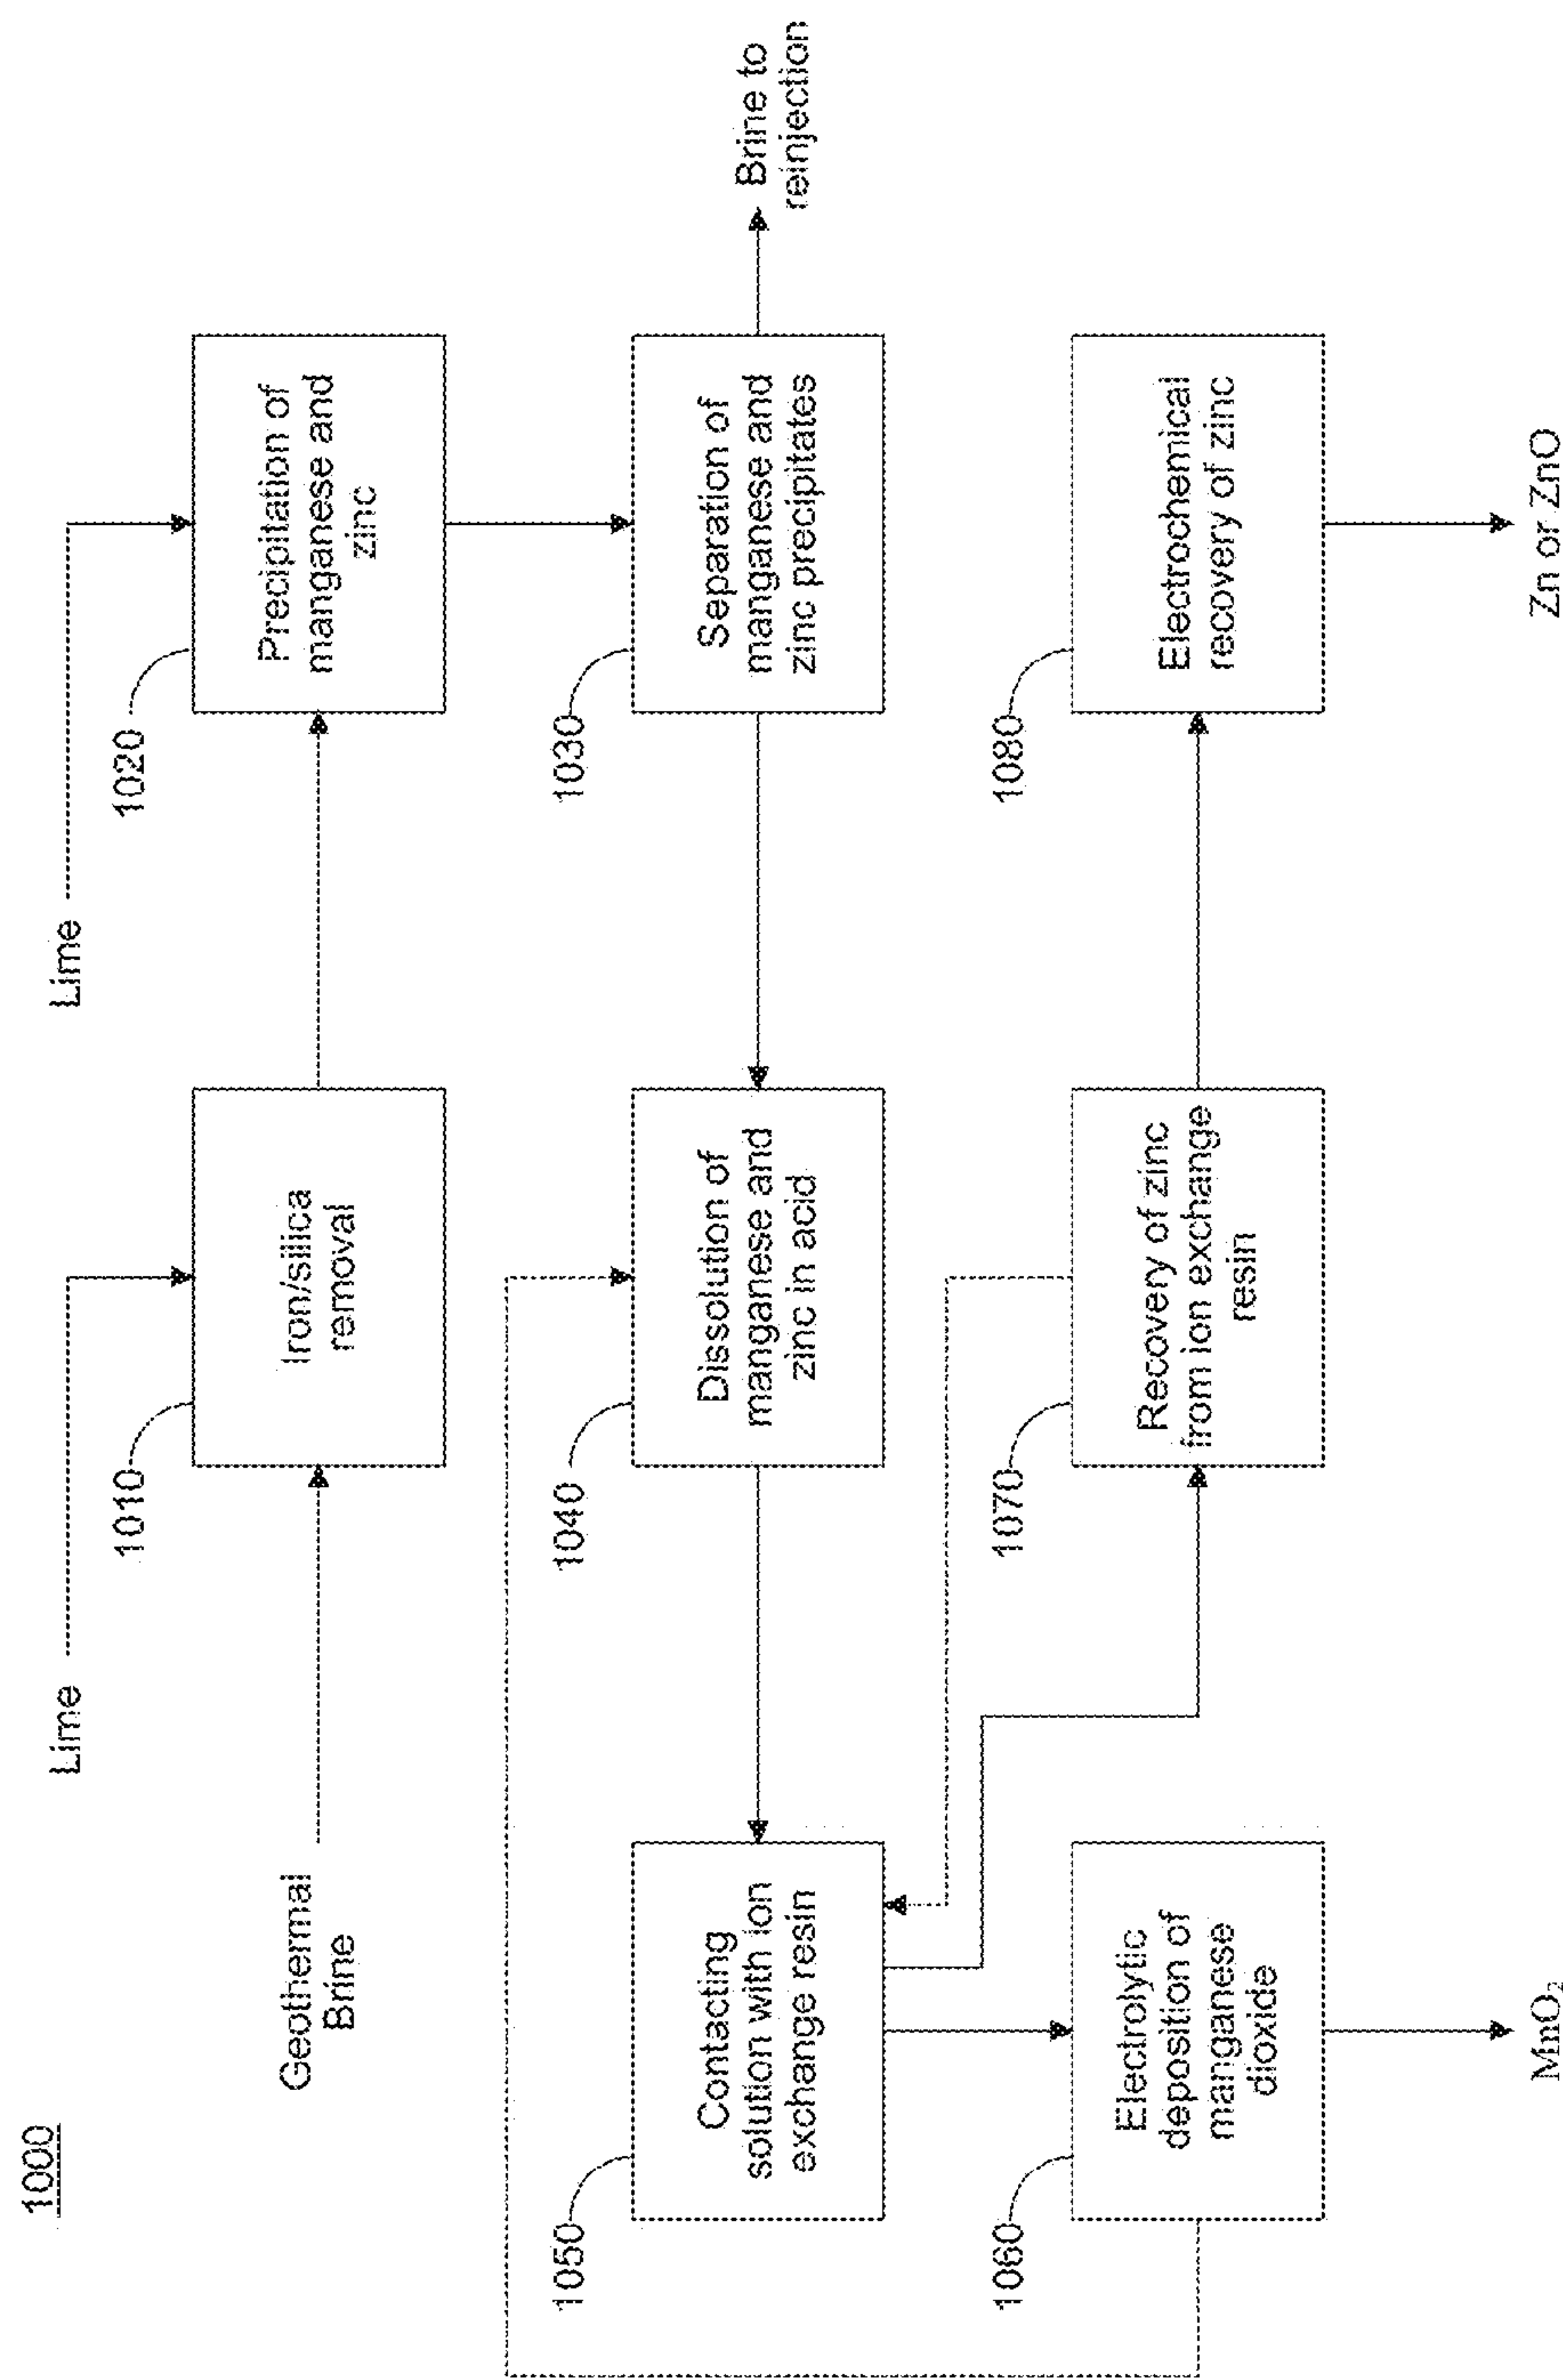 1000
Lime
Lime
Geothermal
Brine
1010
Iron/silica
removal
1020
Precipitation of
manganese and
zinc
1050
Contacting
solution with ion
exchange resin
1040
Dissolution of
manganese and
zinc in acid
1030
Separation of
manganese and
zinc precipitates
Brine to
reinjection
1060
Electrolytic
deposition of
manganese
dioxide
1070
Recovery of zinc
from ion exchange
resin
1080
Electrochemical
recovery of zinc
MnO₂
Zn or ZnO